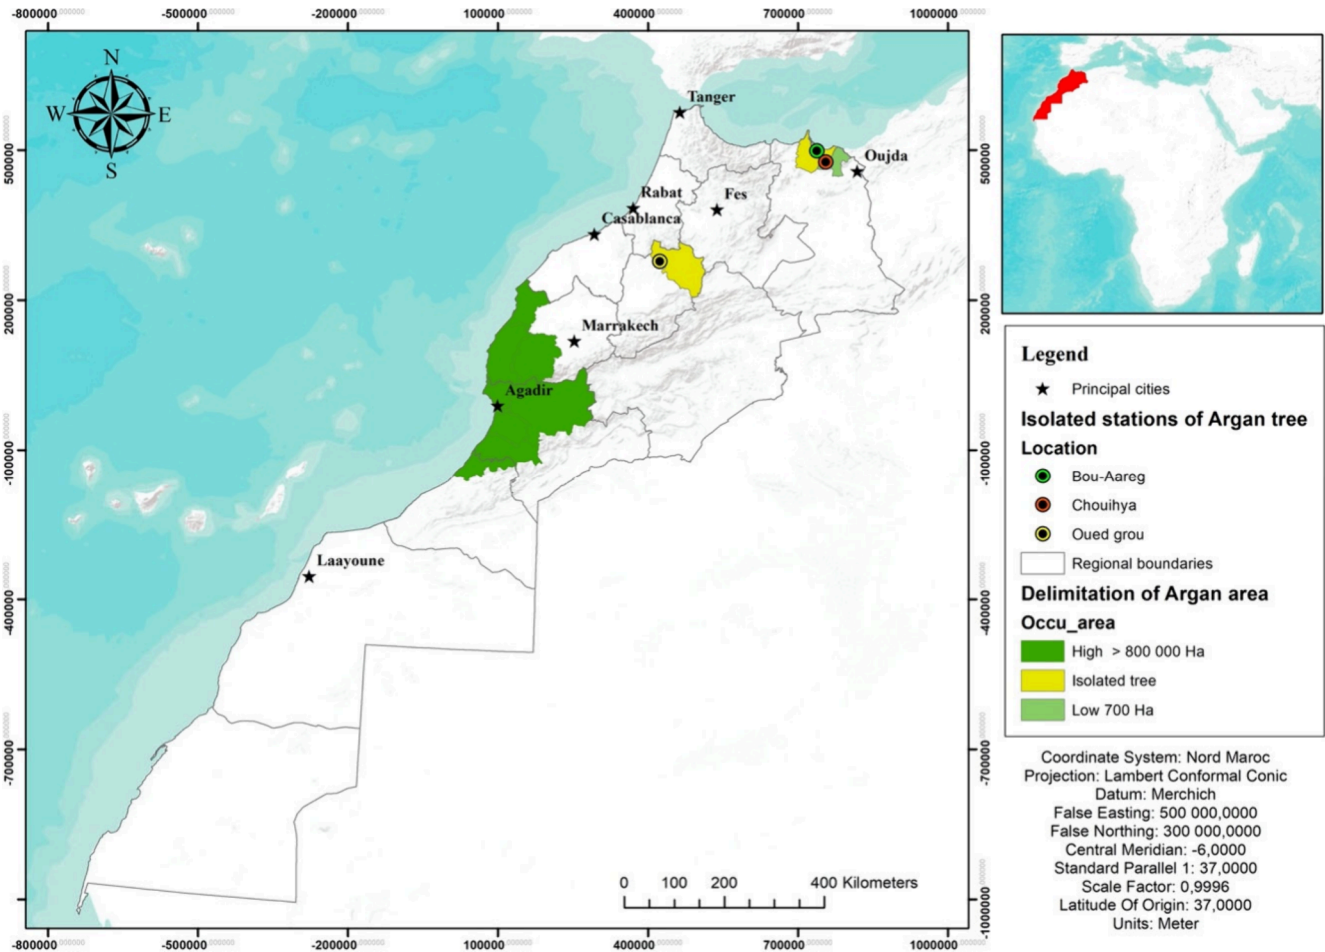 -800000 -500000 -200000 100000 400000 700000 1000000
N
W E
S
Tanger
Oujda
Rabat
Fes
Casablanca
Marrakech
Agadir
Laayoune
500000
200000
-100000
-400000
-700000
500000
200000
-100000
-400000
-700000
-1000000
0 100 200 400 Kilometers
-800000 -500000 -200000 100000 400000 700000 1000000
Legend
Principal cities
Isolated stations of Argan tree
Location
Bou-Aareg
Chouihya
Oued grou
Regional boundaries
Delimitation of Argan area
Occu_area
High > 800 000 Ha
Isolated tree
Low 700 Ha
Coordinate System: Nord Maroc
Projection: Lambert Conformal Conic
Datum: Merchich
False Easting: 500 000,0000
False Northing: 300 000,0000
Central Meridian: -6,0000
Standard Parallel 1: 37,0000
Scale Factor: 0,9996
Latitude Of Origin: 37,0000
Units: Meter